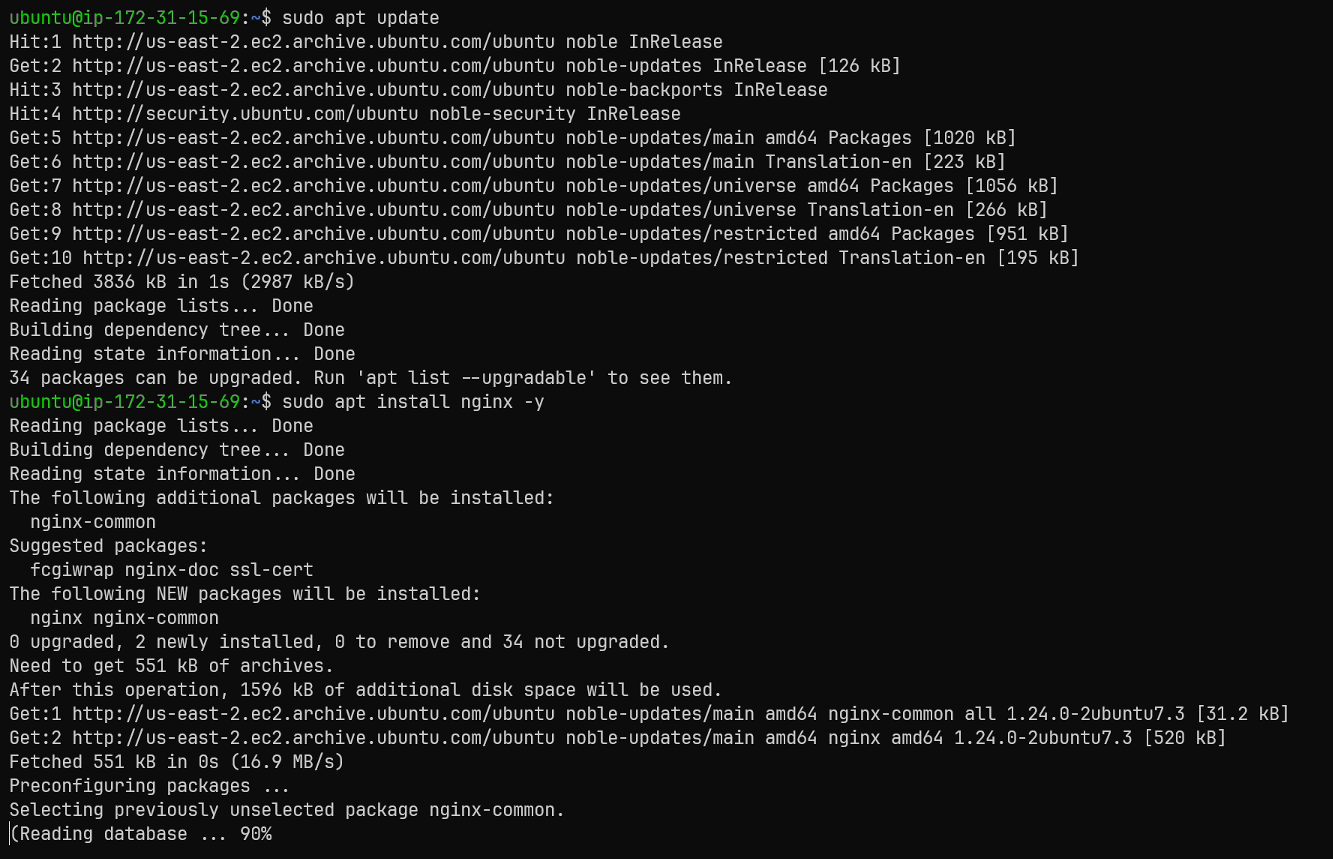 ubuntu@ip-172-31-15-69:~$ sudo apt update
Hit:1 http://us-east-2.ec2.archive.ubuntu.com/ubuntu noble InRelease
Get:2 http://us-east-2.ec2.archive.ubuntu.com/ubuntu noble-updates InRelease [126 kB]
Hit:3 http://us-east-2.ec2.archive.ubuntu.com/ubuntu noble-backports InRelease
Hit:4 http://security.ubuntu.com/ubuntu noble-security InRelease
Get:5 http://us-east-2.ec2.archive.ubuntu.com/ubuntu noble-updates/main amd64 Packages [1020 kB]
Get:6 http://us-east-2.ec2.archive.ubuntu.com/ubuntu noble-updates/main Translation-en [223 kB]
Get:7 http://us-east-2.ec2.archive.ubuntu.com/ubuntu noble-updates/universe amd64 Packages [1056 kB]
Get:8 http://us-east-2.ec2.archive.ubuntu.com/ubuntu noble-updates/universe Translation-en [266 kB]
Get:9 http://us-east-2.ec2.archive.ubuntu.com/ubuntu noble-updates/restricted amd64 Packages [951 kB]
Get:10 http://us-east-2.ec2.archive.ubuntu.com/ubuntu noble-updates/restricted Translation-en [195 kB]
Fetched 3836 kB in 1s (2987 kB/s)
Reading package lists... Done
Building dependency tree... Done
Reading state information... Done
34 packages can be upgraded. Run 'apt list --upgradable' to see them.
ubuntu@ip-172-31-15-69:~$ sudo apt install nginx -y
Reading package lists... Done
Building dependency tree... Done
Reading state information... Done
The following additional packages will be installed:
  nginx-common
Suggested packages:
  fcgiwrap nginx-doc ssl-cert
The following NEW packages will be installed:
  nginx nginx-common
0 upgraded, 2 newly installed, 0 to remove and 34 not upgraded.
Need to get 551 kB of archives.
After this operation, 1596 kB of additional disk space will be used.
Get:1 http://us-east-2.ec2.archive.ubuntu.com/ubuntu noble-updates/main amd64 nginx-common all 1.24.0-2ubuntu7.3 [31.2 kB]
Get:2 http://us-east-2.ec2.archive.ubuntu.com/ubuntu noble-updates/main amd64 nginx amd64 1.24.0-2ubuntu7.3 [520 kB]
Fetched 551 kB in 0s (16.9 MB/s)
Preconfiguring packages ...
Selecting previously unselected package nginx-common.
(Reading database ... 90%